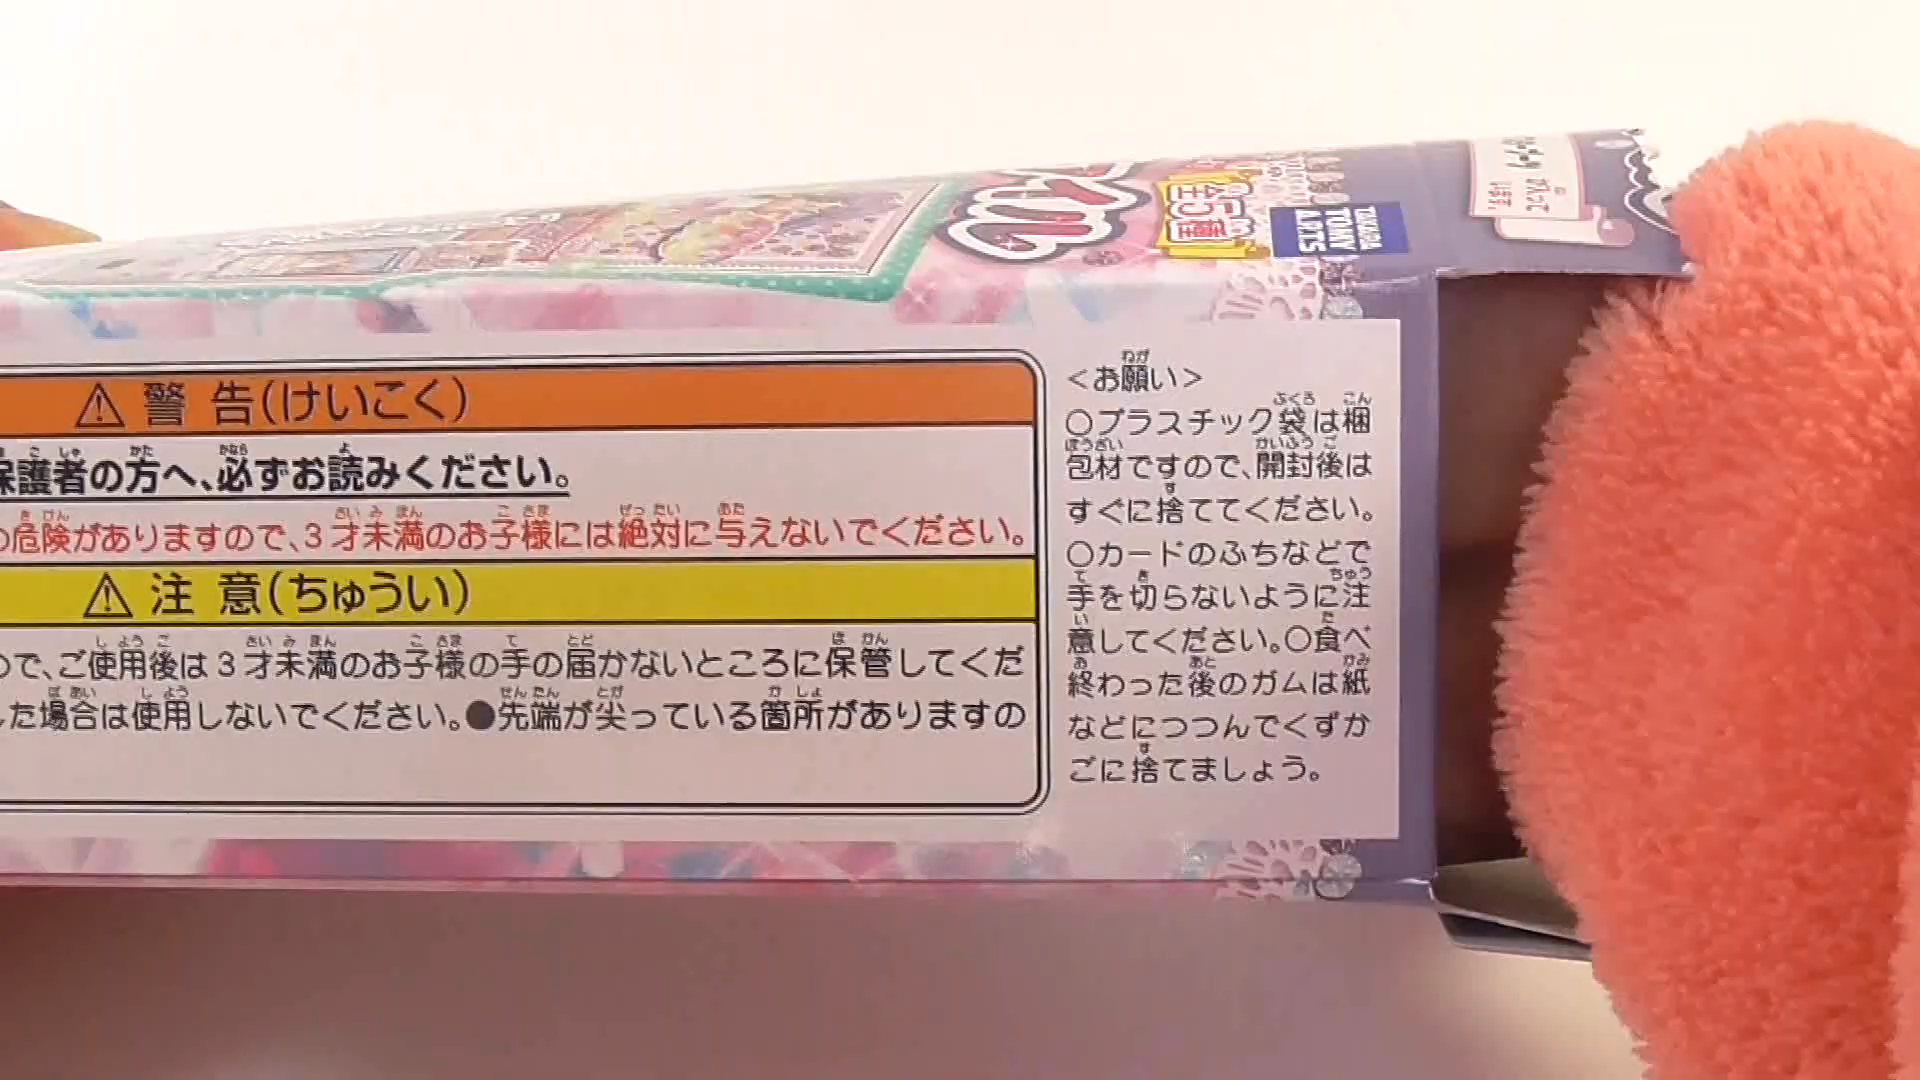 全5種
TAKARA
TOMY
A.R.T.S
警告(けいこく)
保護者の方へ、必ずお読みください。
の危険がありますので、3才未満のお子様には絶対に与えないでください。
注意(ちゅうい)
ので、ご使用後は3才未満のお子様の手の届かないところに保管してくだ
した場合は使用しないでください。●先端が尖っている箇所がありますの
<お願い>
○プラスチック袋は梱
包材ですので、開封後は
すぐに捨ててください。
○カードのふちなどで
手を切らないように注
意してください。○食べ
終わった後のガムは紙
などにつつんでくずか
ごに捨てましょう。